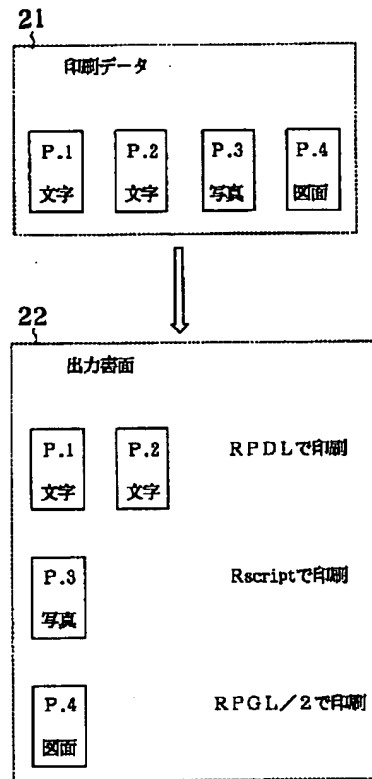 21
印刷データ
P.1 P.2 P.3 P.4
文字 文字 写真 図面
22
出力書面
P.1 P.2 RPDLで印刷
文字 文字
P.3 Rscriptで印刷
写真
P.4 RPGL/2で印刷
図面